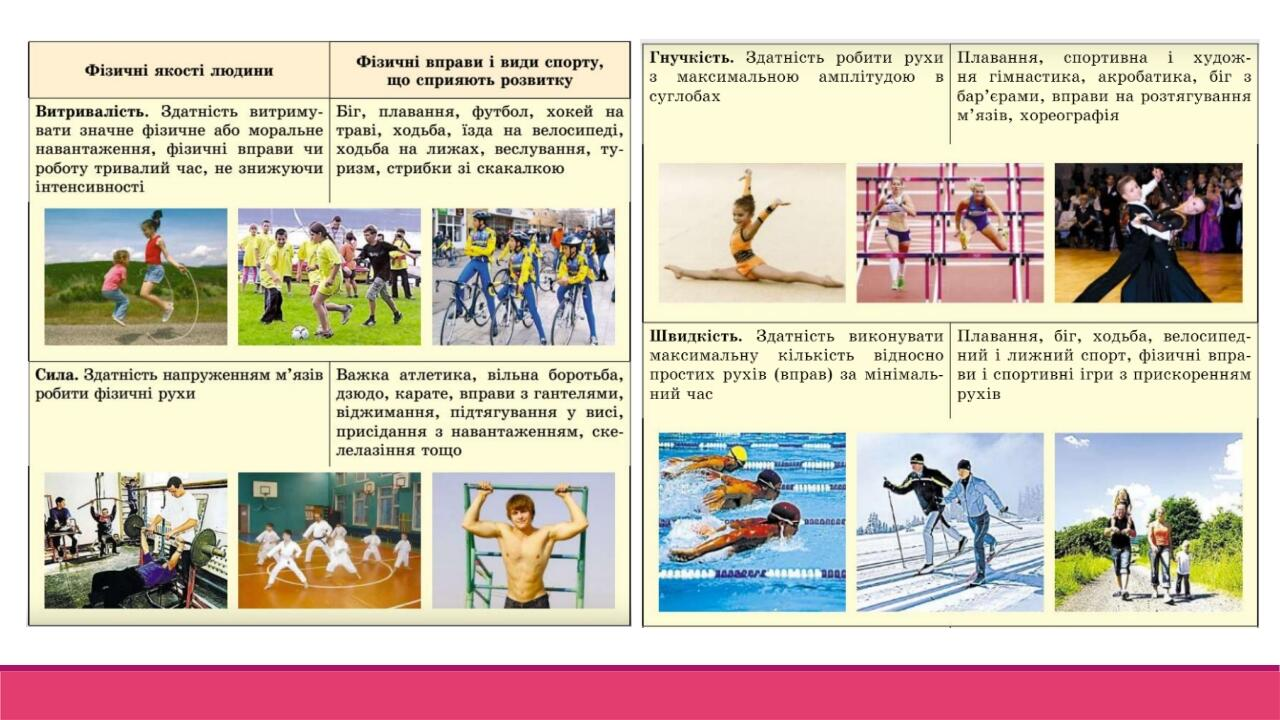 Фізичні якості людини
Фізичні вправи і види спорту,
що сприяють розвитку
Витривалість. Здатність витриму-
вати значне фізичне або моральне
навантаження, фізичні вправи чи
роботу тривалий час, не знижуючи
інтенсивності
Біг, плавання, футбол, хокей на
траві, ходьба, їзда на велосипеді,
ходьба на лижах, веслування, ту-
ризм, стрибки зі скакалкою
Сила. Здатність напруженням м’язів
робити фізичні рухи
Важка атлетика, вільна боротьба,
дзюдо, карате, вправи з гантелями,
віджимання, підтягування у висі,
присідання з навантаженням, ске-
лелазіння тощо
Гнучкість. Здатність робити рухи
з максимальною амплітудою в
суглобах
Плавання, спортивна і худож-
ня гімнастика, акробатика, біг з
бар’єрами, вправи на розтягування
м’язів, хореографія
Швидкість. Здатність виконувати
максимальну кількість відносно
простих рухів (вправ) за мінімаль-
ний час
Плавання, біг, ходьба, велосипед-
ний і лижний спорт, фізичні впра-
ви і спортивні ігри з прискоренням
рухів